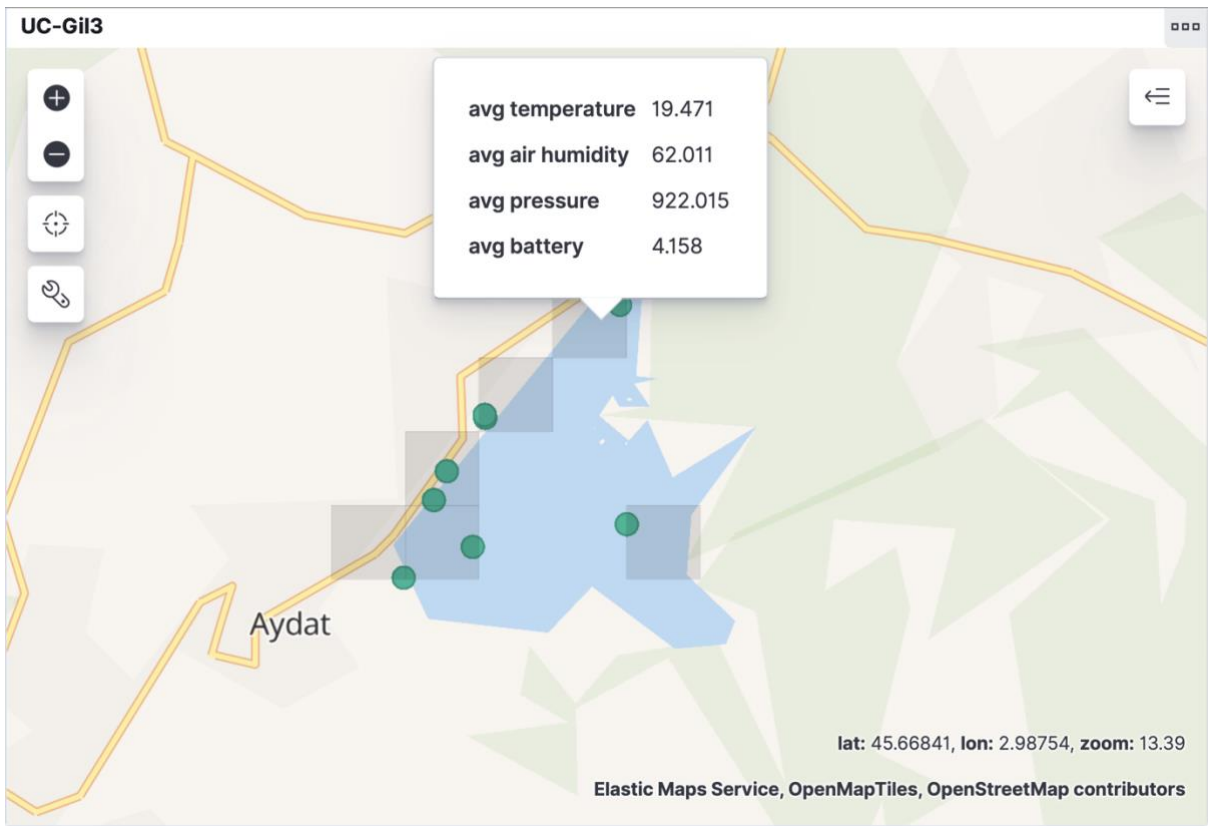 UC-Gil3
avg temperature 19.471
avg air humidity 62.011
avg pressure 922.015
avg battery 4.158
Aydat
lat: 45.66841, lon: 2.98754, zoom: 13.39
Elastic Maps Service, OpenMapTiles, OpenStreetMap contributors